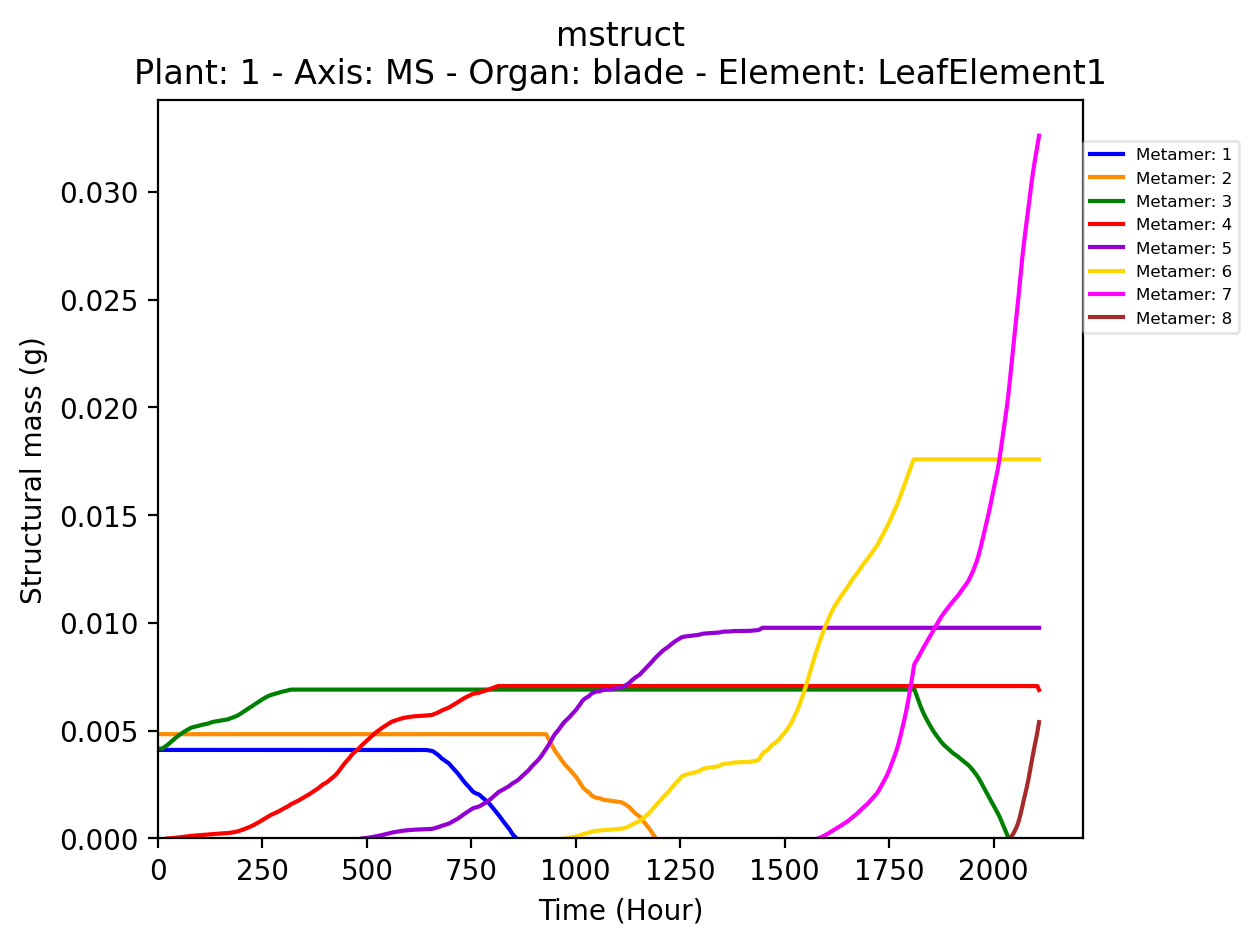 mstruct
Plant: 1 - Axis: MS - Organ: blade - Element: LeafElement1
Structural mass (g)
0.030
0.025
0.020
0.015
0.010
0.005
0.000
0 250 500 750 1000 1250 1500 1750 2000
Time (Hour)
Metamer: 1
Metamer: 2
Metamer: 3
Metamer: 4
Metamer: 5
Metamer: 6
Metamer: 7
Metamer: 8